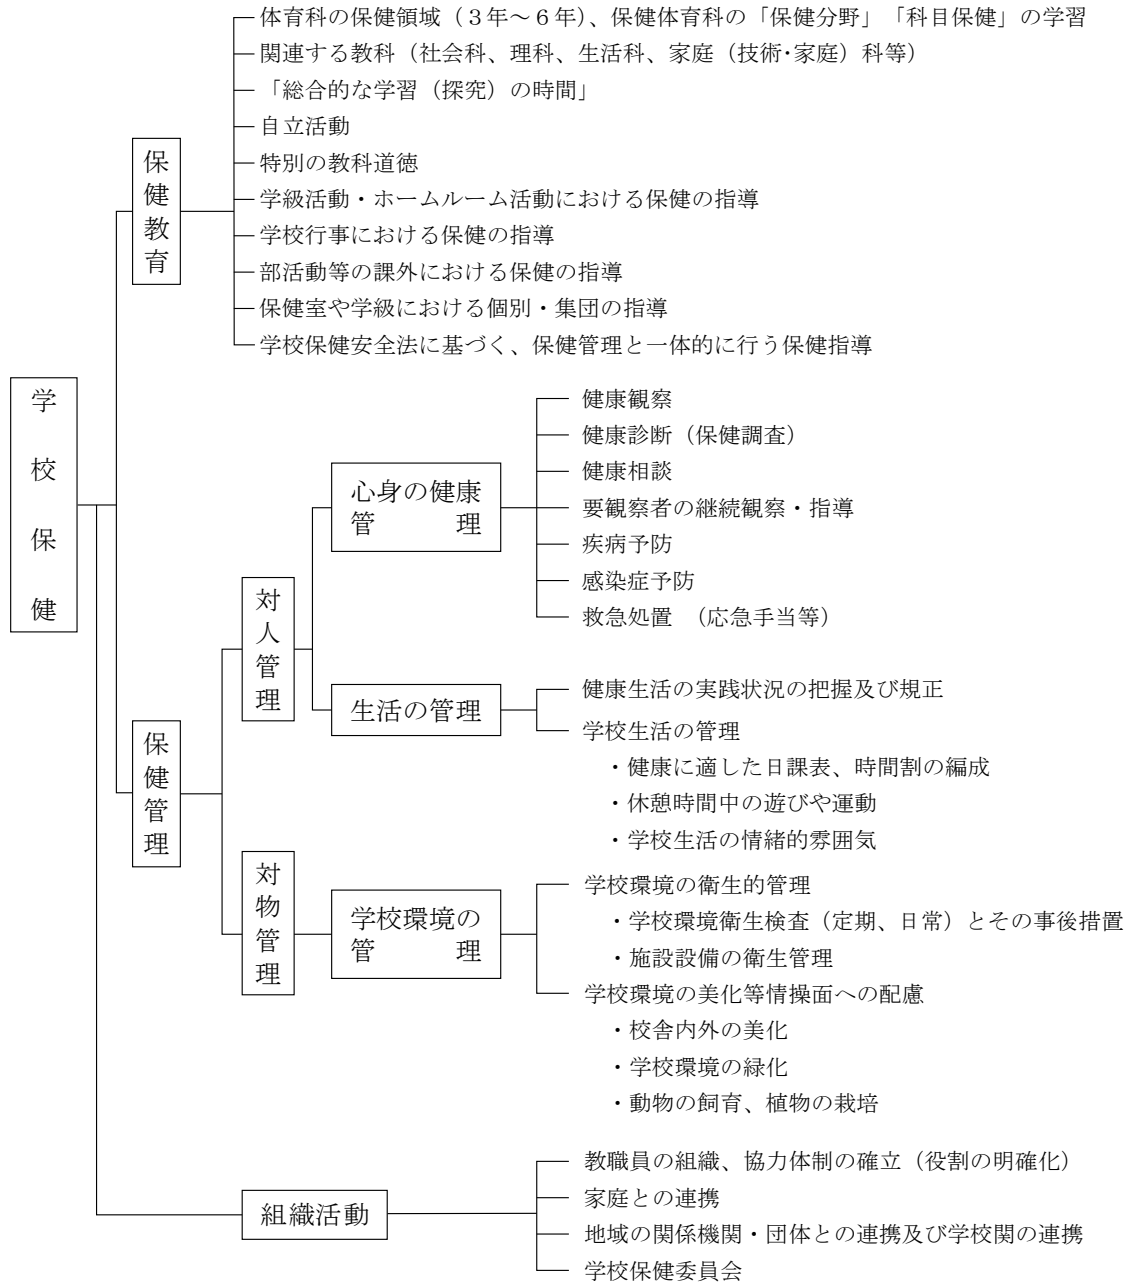 学校保健
保健教育
体育科の保健領域（３年〜６年）、保健体育科の「保健分野」「科目保健」の学習
関連する教科（社会科、理科、生活科、家庭（技術・家庭）科等）
「総合的な学習（探究）の時間」
自立活動
特別の教科道徳
学級活動・ホームルーム活動における保健の指導
学校行事における保健の指導
部活動等の課外における保健の指導
保健室や学級における個別・集団の指導
学校保健安全法に基づく、保健管理と一体的に行う保健指導
保健管理
対人管理
心身の健康
管理
健康観察
健康診断（保健調査）
健康相談
要観察者の継続観察・指導
疾病予防
感染症予防
救急処置　（応急手当等）
生活の管理
健康生活の実践状況の把握及び規正
学校生活の管理
・健康に適した日課表、時間割の編成
・休憩時間中の遊びや運動
・学校生活の情緒的雰囲気
対物管理
学校環境の
管理
学校環境の衛生的管理
・学校環境衛生検査（定期、日常）とその事後措置
・施設設備の衛生管理
学校環境の美化等情操面への配慮
・校舎内外の美化
・学校環境の緑化
・動物の飼育、植物の栽培
組織活動
教職員の組織、協力体制の確立（役割の明確化）
家庭との連携
地域の関係機関・団体との連携及び学校関の連携
学校保健委員会